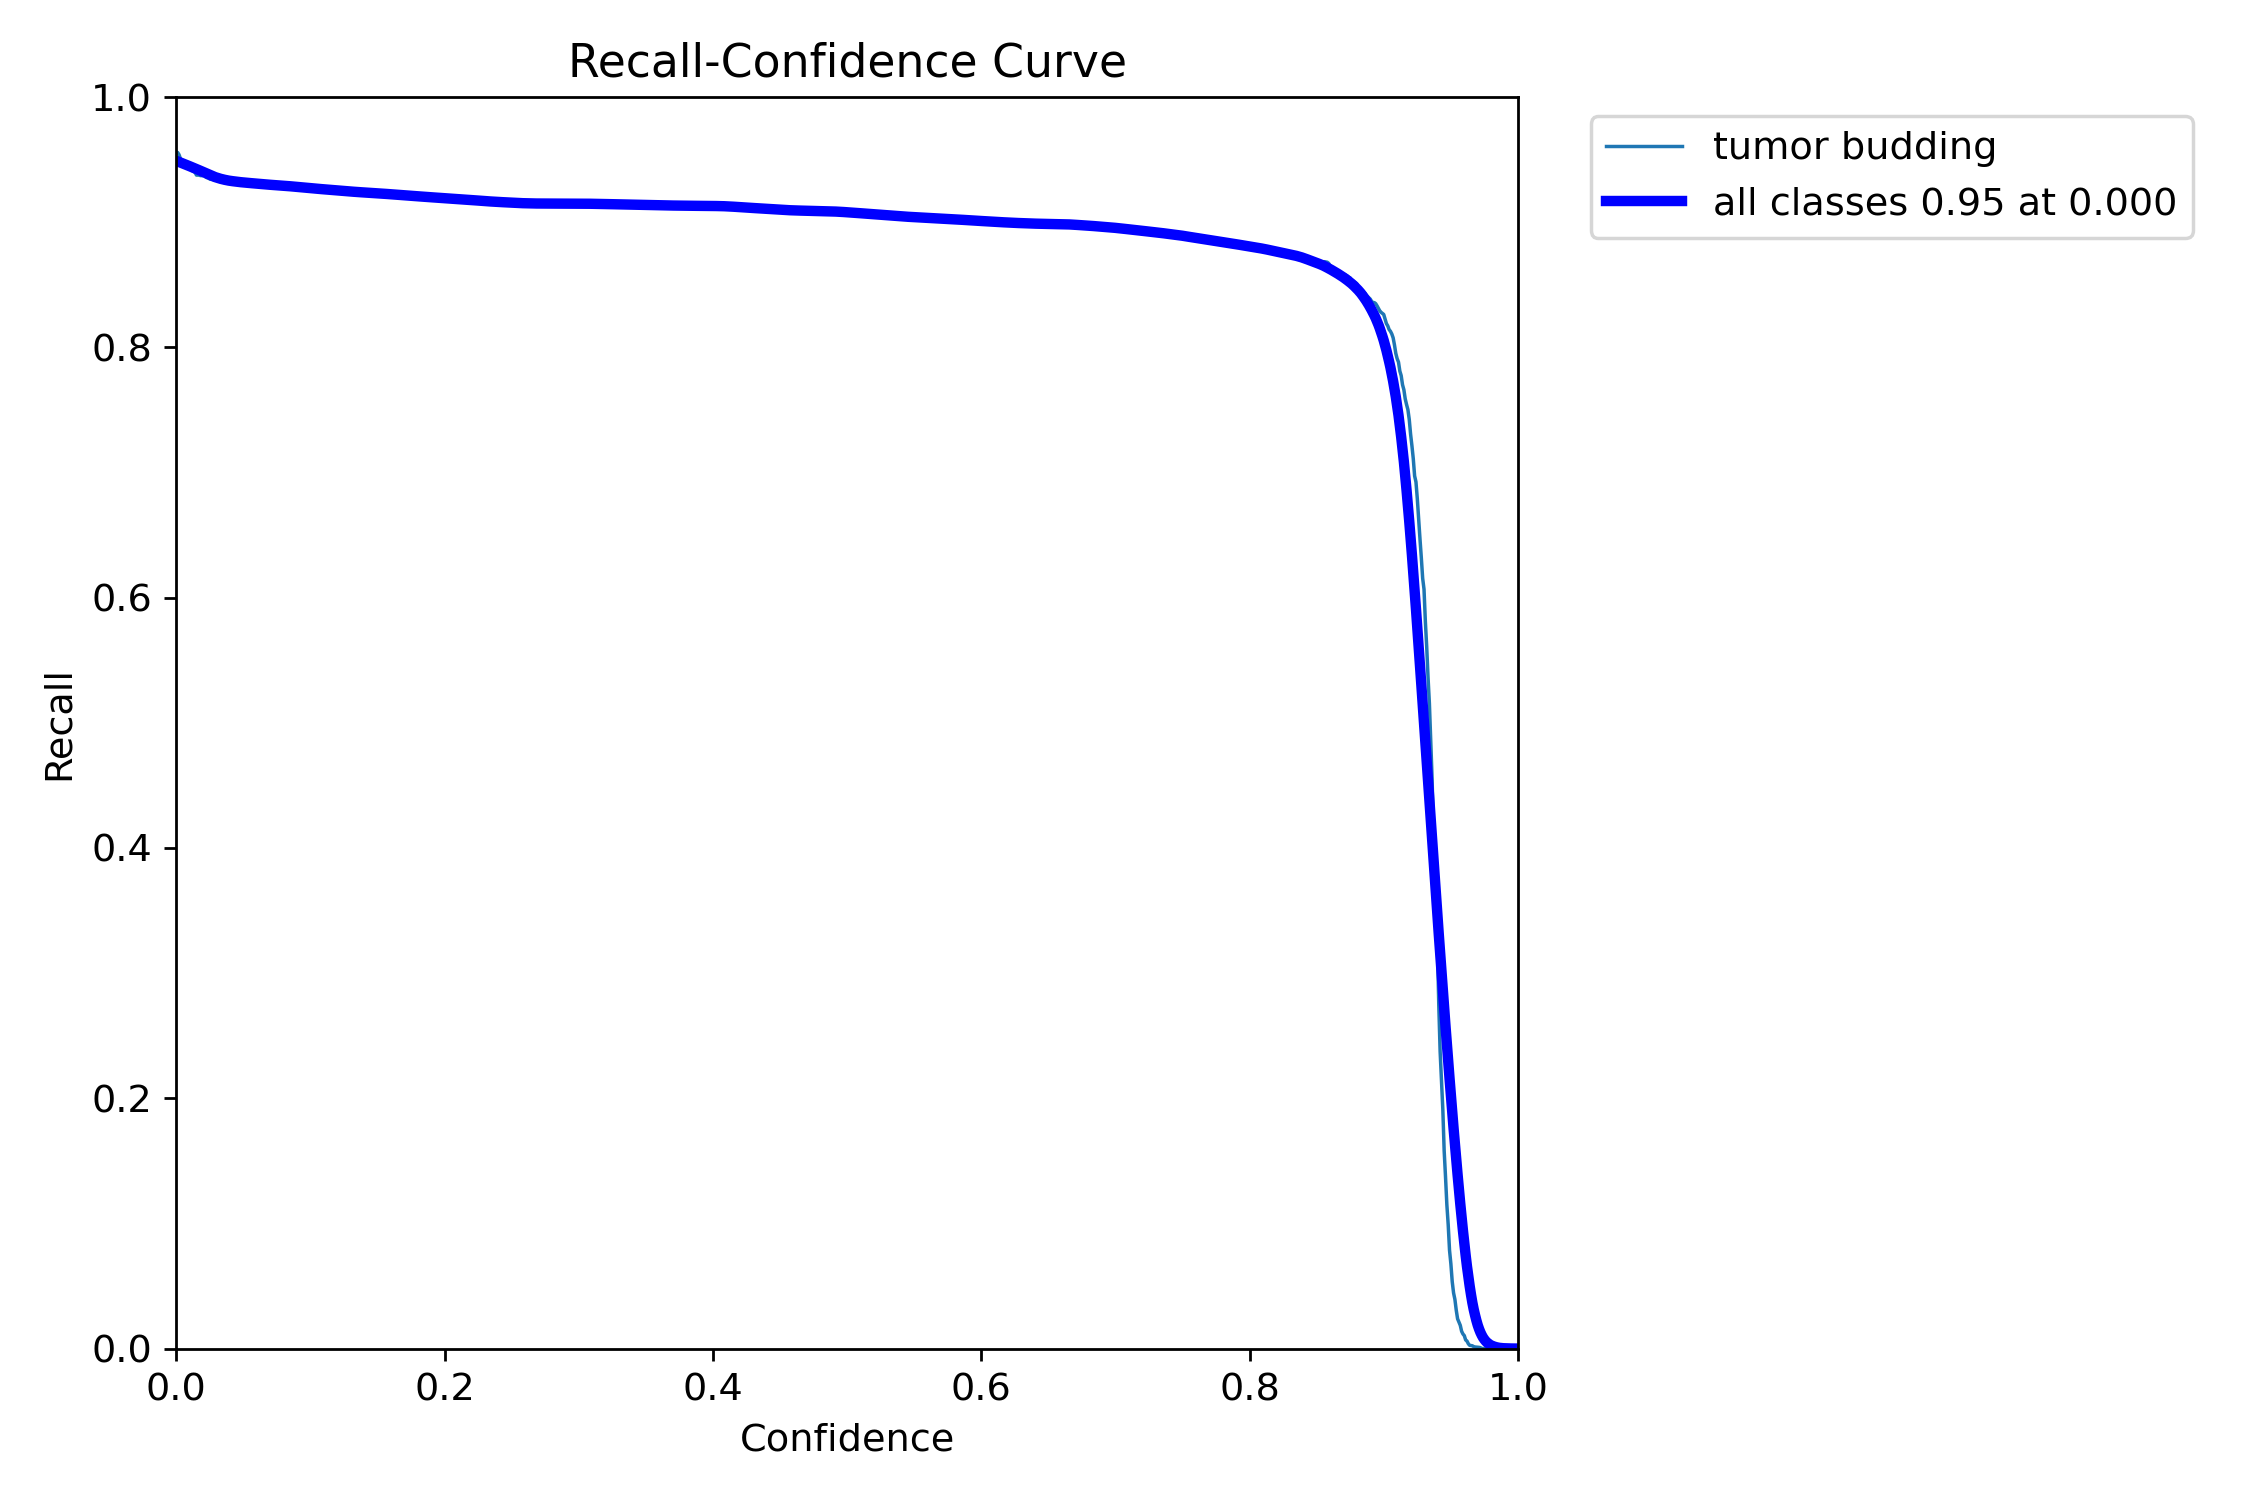 Recall-Confidence Curve
tumor budding
all classes 0.95 at 0.000
1.0
0.8
0.6
0.4
0.2
0.0
Recall
0.0 0.2 0.4 0.6 0.8 1.0
Confidence